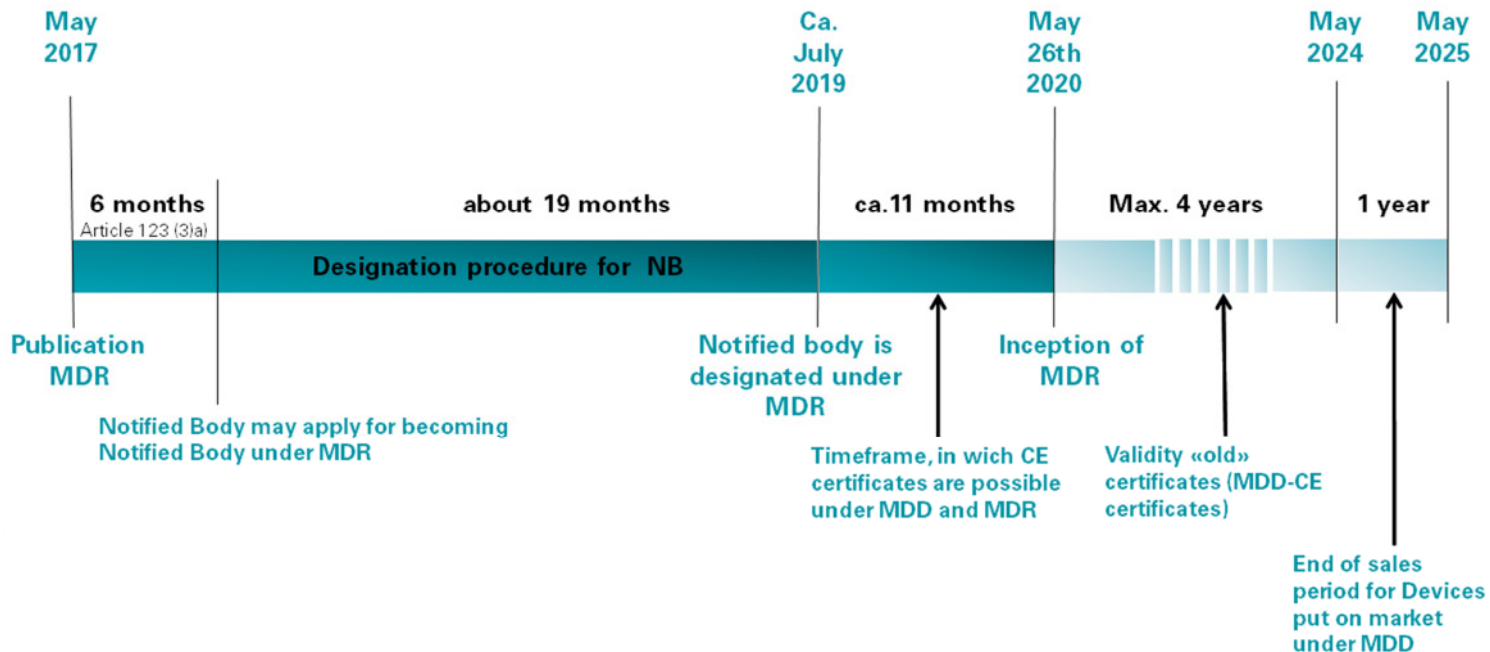 May
2017
Ca.
July
2019
May
26th
2020
May
2024
May
2025
6 months
Article 123 (3)a)
about 19 months
ca.11 months
Max. 4 years
1 year
Designation procedure for NB
Publication
MDR
Notified body is
designated under
MDR
Inception of
MDR
Notified Body may apply for becoming
Notified Body under MDR
Timeframe, in wich CE
certificates are possible
under MDD and MDR
Validity «old»
certificates (MDD-CE
certificates)
End of sales
period for Devices
put on market
under MDD